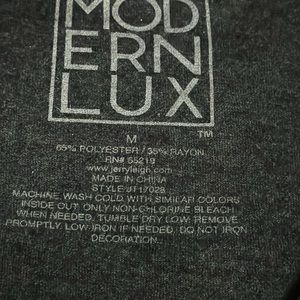 MOD
ERN
LUX
TM
M
65% POLYESTER / 35% RAYON
RN# 55219
www.jerryleigh.com
MADE IN CHINA
STYLE JT17028
MACHINE WASH COLD WITH SIMILAR COLORS
INSIDE OUT. ONLY NON-CHLORINE BLEACH
WHEN NEEDED. TUMBLE DRY LOW. REMOVE
PROMPTLY. LOW IRON IF NEEDED. DO NOT IRON
DECORATION.